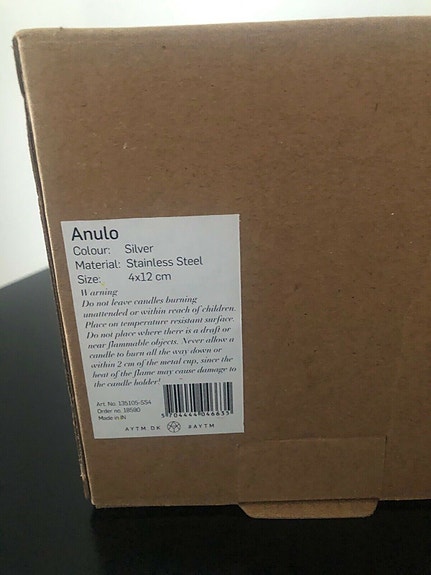 Anulo
Colour: Silver
Material: Stainless Steel
Size: 4x12 cm
Warning
Do not leave candles burning
unattended or within reach of children.
Place on temperature resistant surface.
Do not place where there is a draft or
near flammable objects. Never allow a
candle to burn all the way down or
within 2 cm of the metal cup, since the
heat of the flame may cause damage to
the candle holder!
Art. No. 135105-SS4
Order no. 18580
Made in IN
5 704444 046633
AYTM.DK #AYTM